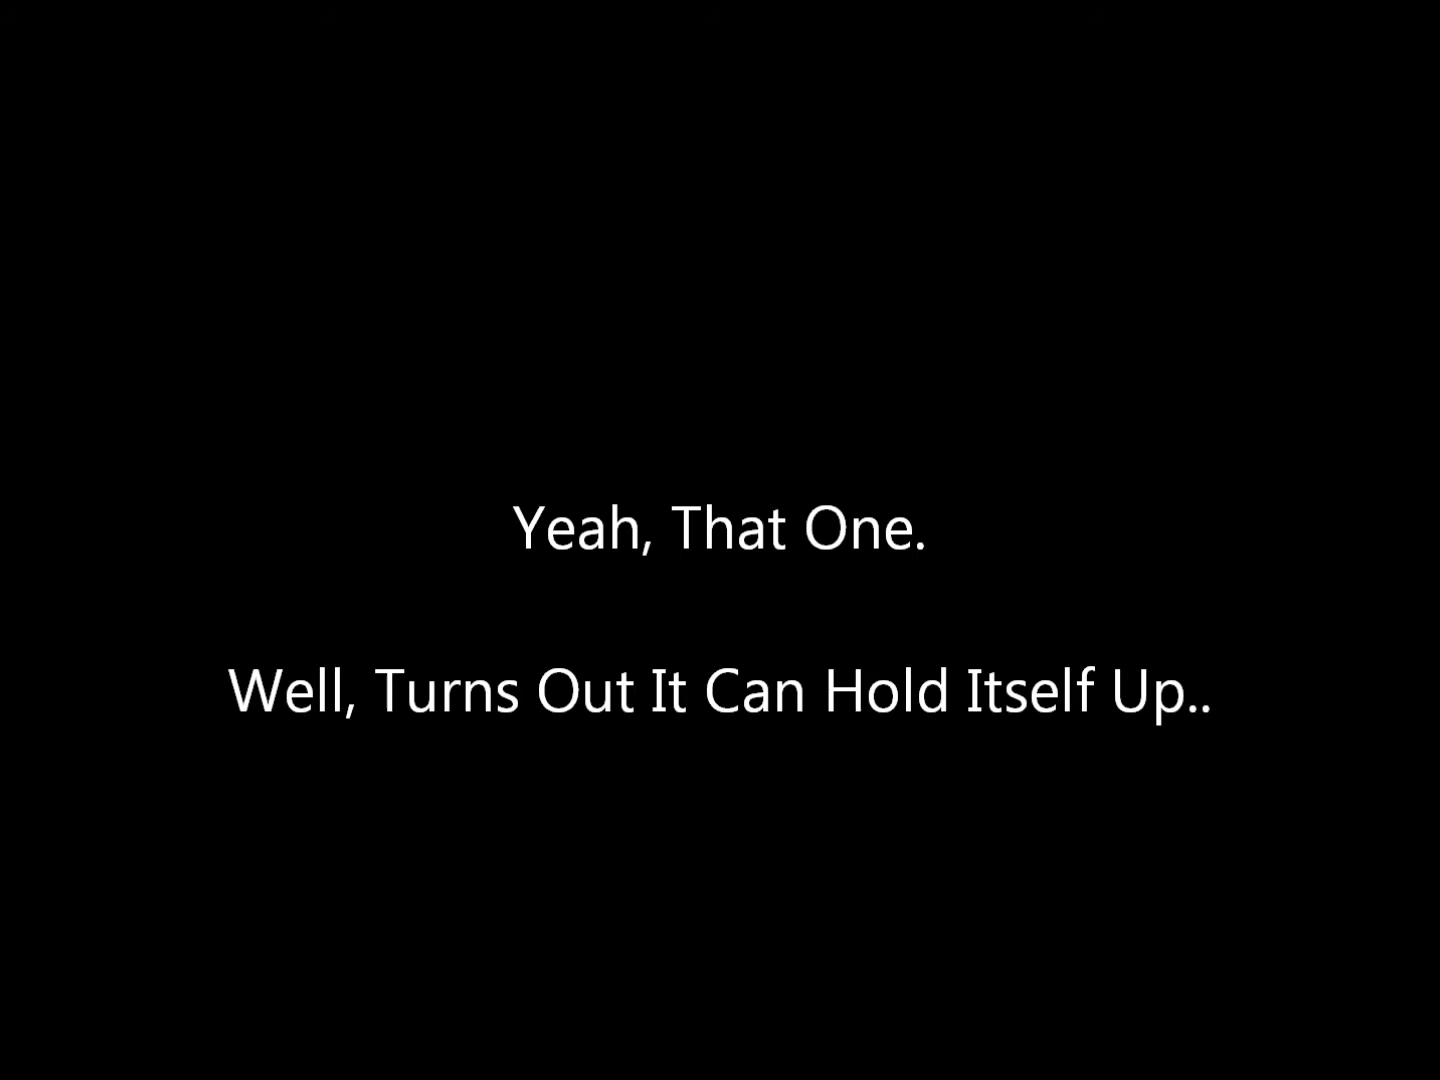 Yeah, That One.
Well, Turns Out It Can Hold Itself Up..